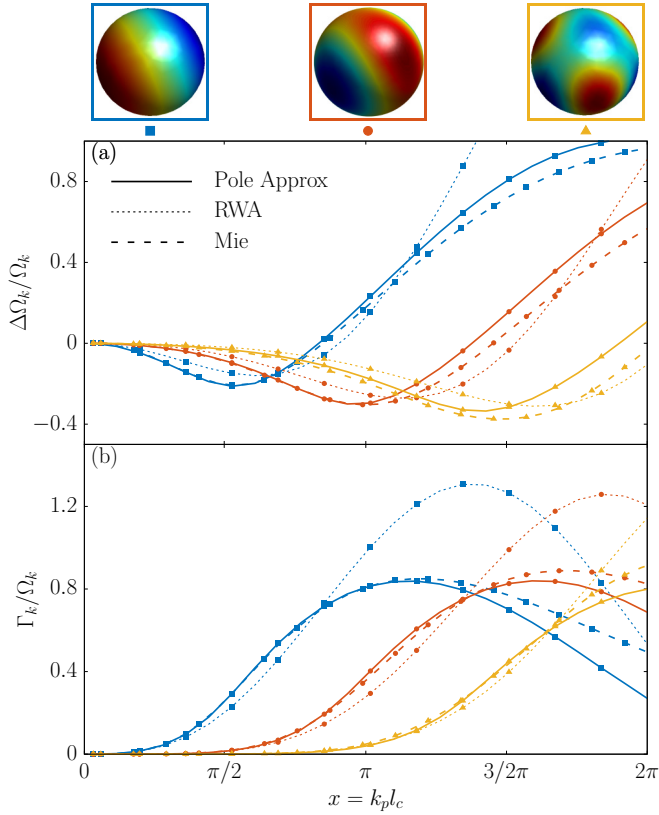 (a)
0.8
Pole Approx
RWA
Mie
0.4
0
−0.4
ΔΩ_k/Ω_k
(b)
1.2
0.8
0.4
0
Γ_k/Ω_k
0 π/2 π 3/2π 2π
x = k_p l_c